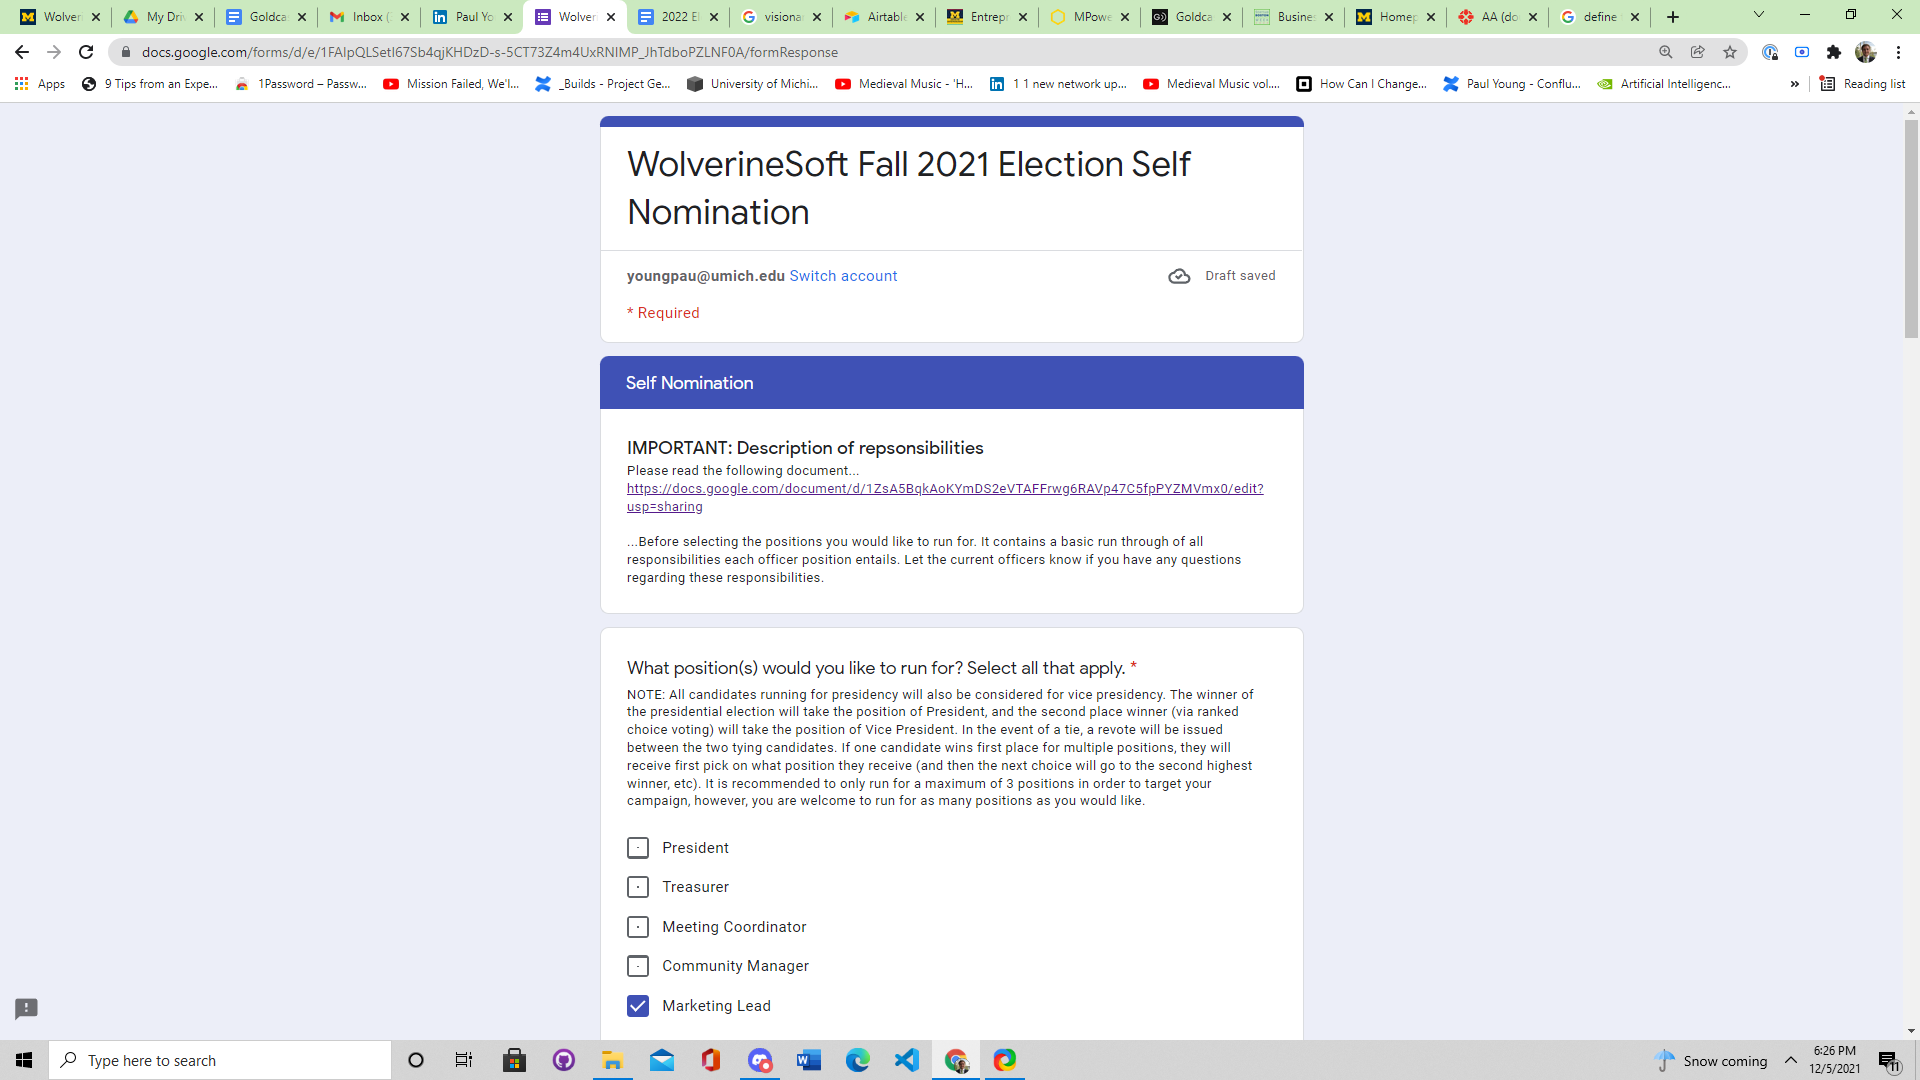 Wolver
My Driv
Goldca
Inbox (
Paul Yo
Wolveri
2022 El
visionar
Airtable
Entrepr
MPowe
Goldca
Busines
Homep
AA (do
define
docs.google.com/forms/d/e/1FAIpQLSetI67Sb4qjKHDzD-s-5CT73Z4m4UxRNIMP_JhTdboPZLNF0A/formResponse
Apps
9 Tips from an Expe...
1Password – Passw...
Mission Failed, We'l...
_Builds - Project Ge...
University of Michi...
Medieval Music - 'H...
1 1 new network up...
Medieval Music vol....
How Can I Change...
Paul Young - Conflu...
Artificial Intelligenc...
»
Reading list
WolverineSoft Fall 2021 Election Self
Nomination
youngpau@umich.edu Switch account
Draft saved
* Required
Self Nomination
IMPORTANT: Description of repsonsibilities
Please read the following document...
https://docs.google.com/document/d/1ZsA5BqkAoKYmDS2eVTAFFrwg6RAVp47C5fpPYZMVmx0/edit?
usp=sharing
...Before selecting the positions you would like to run for. It contains a basic run through of all
responsibilities each officer position entails. Let the current officers know if you have any questions
regarding these responsibilities.
What position(s) would you like to run for? Select all that apply. *
NOTE: All candidates running for presidency will also be considered for vice presidency. The winner of
the presidential election will take the position of President, and the second place winner (via ranked
choice voting) will take the position of Vice President. In the event of a tie, a revote will be issued
between the two tying candidates. If one candidate wins first place for multiple positions, they will
receive first pick on what position they receive (and then the next choice will go to the second highest
winner, etc). It is recommended to only run for a maximum of 3 positions in order to target your
campaign, however, you are welcome to run for as many positions as you would like.
President
Treasurer
Meeting Coordinator
Community Manager
Marketing Lead
Type here to search
Snow coming
6:26 PM
12/5/2021
11